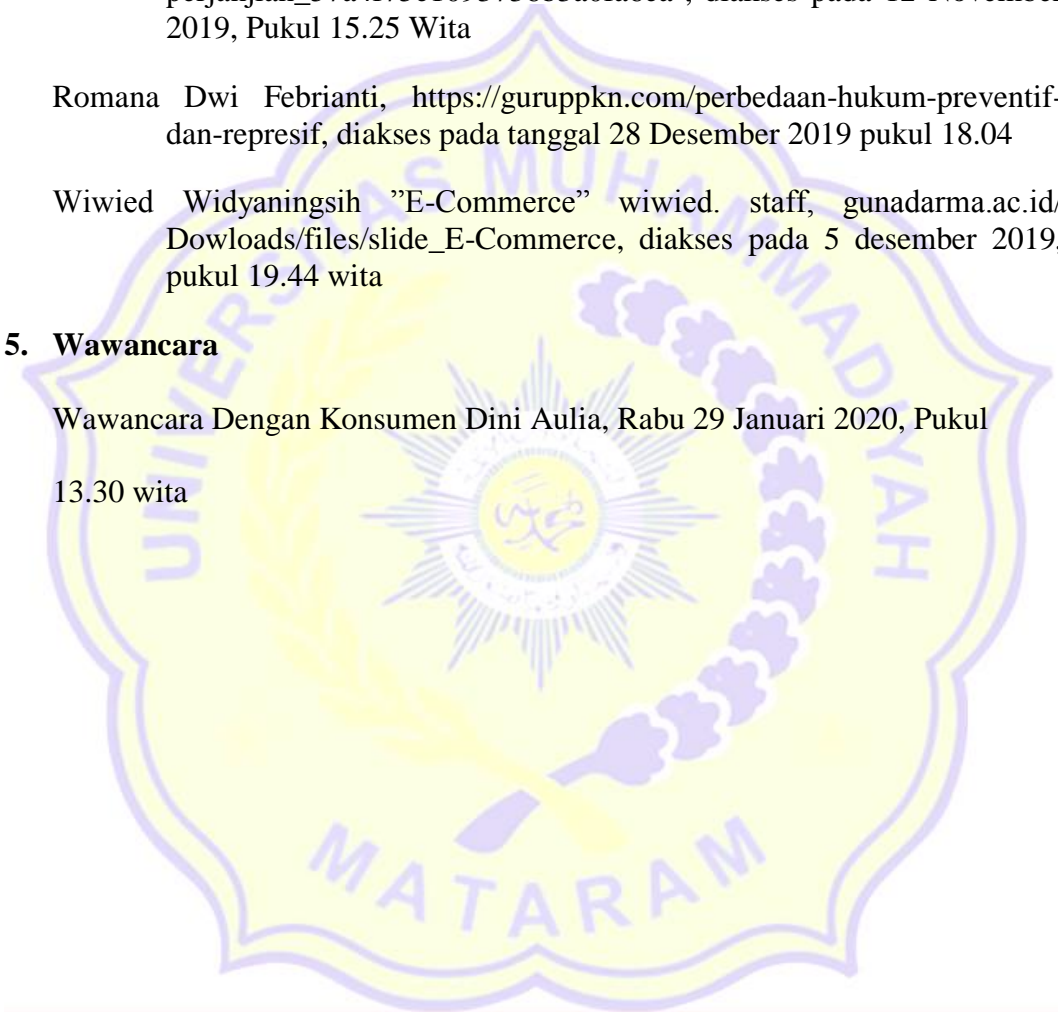 2019, Pukul 15.25 Wita
Romana Dwi Febrianti, https://guruppkn.com/perbedaan-hukum-preventif-
dan-represif, diakses pada tanggal 28 Desember 2019 pukul 18.04
Wiwied Widyaningsih ”E-Commerce” wiwied. staff, gunadarma.ac.id/
Dowloads/files/slide_E-Commerce, diakses pada 5 desember 2019,
pukul 19.44 wita
5. Wawancara
Wawancara Dengan Konsumen Dini Aulia, Rabu 29 Januari 2020, Pukul
13.30 wita
UNIVERSITAS MUHAMMADIYAH
MATARAM